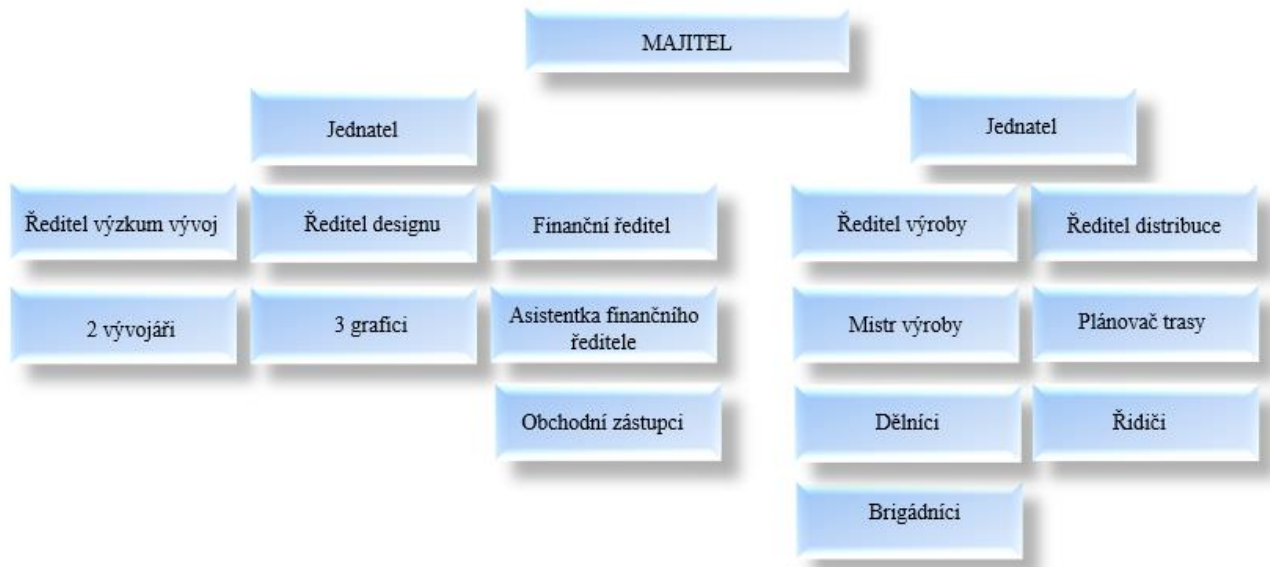 MAJITEL
Jednatel
Jednatel
Ředitel výzkum vývoj
Ředitel designu
Finanční ředitel
Ředitel výroby
Ředitel distribuce
2 vývojáři
3 grafici
Asistentka finančního
ředitele
Mistr výroby
Plánovač trasy
Obchodní zástupci
Dělníci
Řidiči
Brigádníci